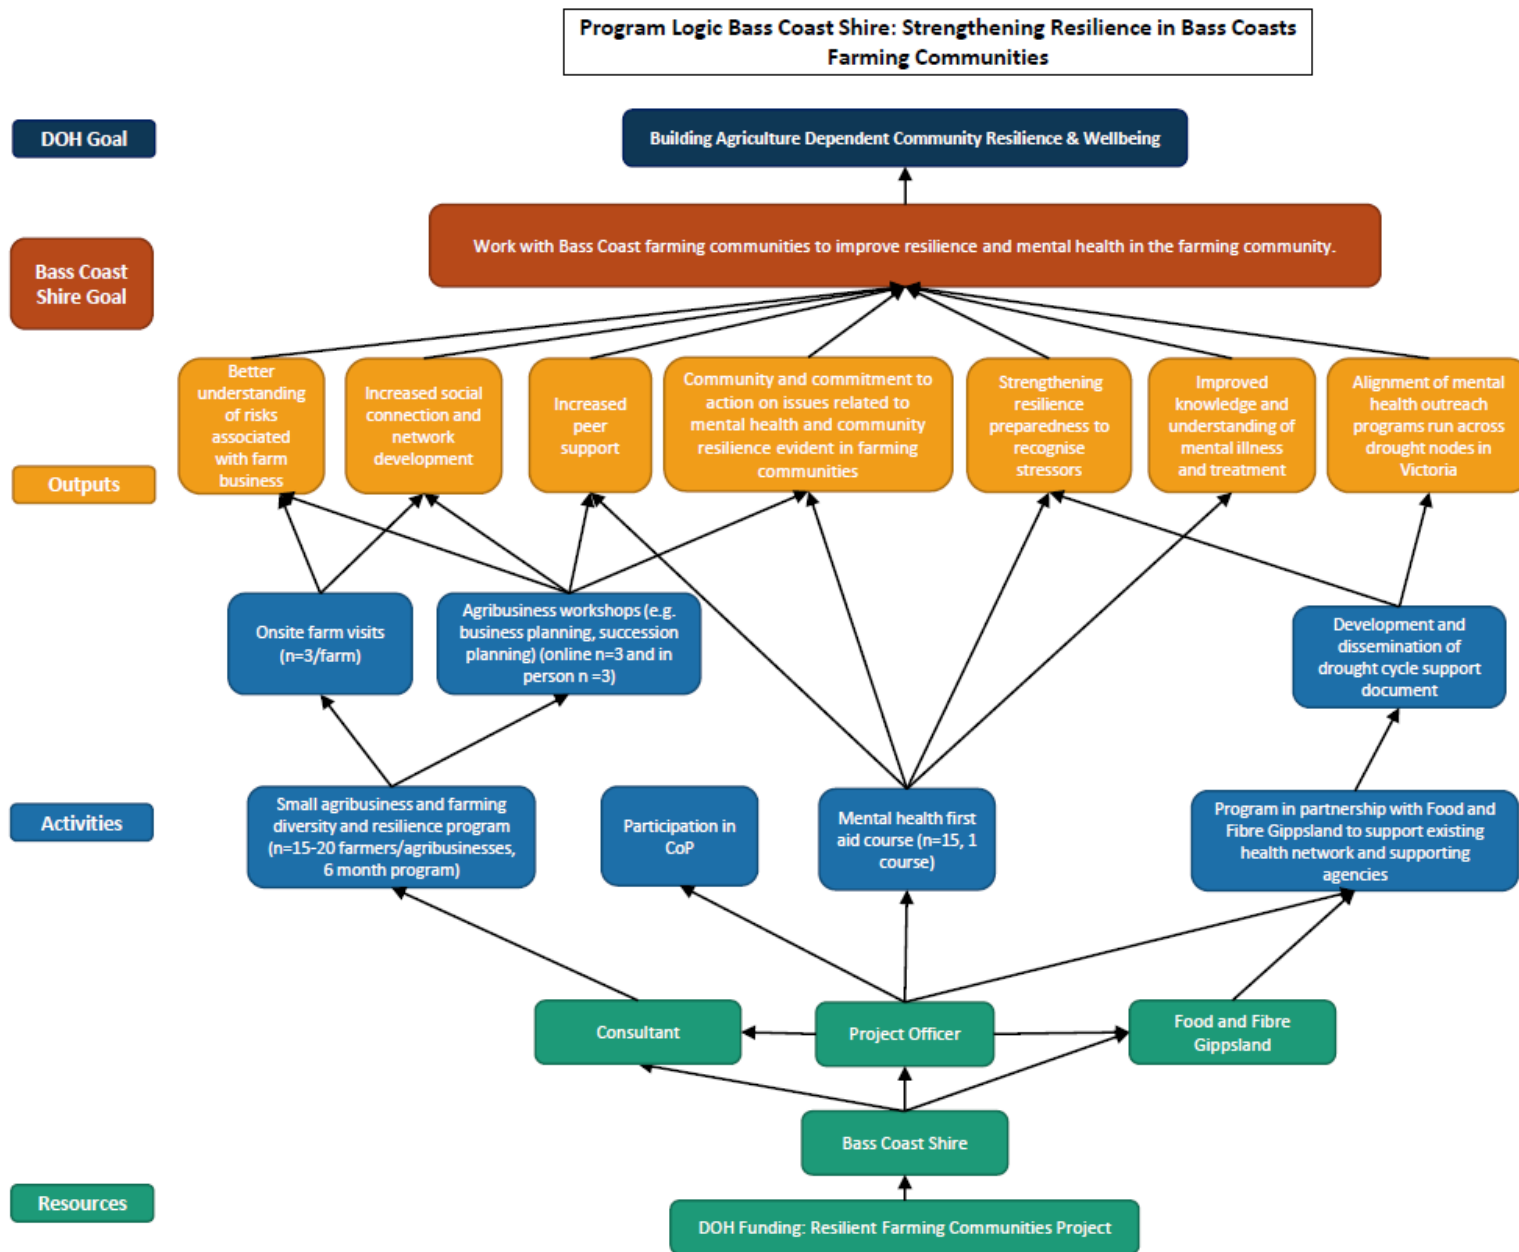 Program Logic Bass Coast Shire: Strengthening Resilience in Bass Coasts
Farming Communities
DOH Goal
Building Agriculture Dependent Community Resilience & Wellbeing
Bass Coast
Shire Goal
Work with Bass Coast farming communities to improve resilience and mental health in the farming community.
Outputs
Better
understanding
of risks
associated
with farm
business
Increased social
connection and
network
development
Increased
peer
support
Community and commitment to
action on issues related to
mental health and community
resilience evident in farming
communities
Strengthening
resilience
preparedness to
recognise
stressors
Improved
knowledge and
understanding of
mental illness
and treatment
Alignment of mental
health outreach
programs run across
drought nodes in
Victoria
Onsite farm visits
(n=3/farm)
Agribusiness workshops (e.g.
business planning, succession
planning) (online n=3 and in
person n =3)
Development and
dissemination of
drought cycle support
document
Activities
Small agribusiness and farming
diversity and resilience program
(n=15-20 farmers/agribusinesses,
6 month program)
Participation in
CoP
Mental health first
aid course (n=15, 1
course)
Program in partnership with Food and
Fibre Gippsland to support existing
health network and supporting
agencies
Consultant
Project Officer
Food and Fibre
Gippsland
Bass Coast Shire
Resources
DOH Funding: Resilient Farming Communities Project